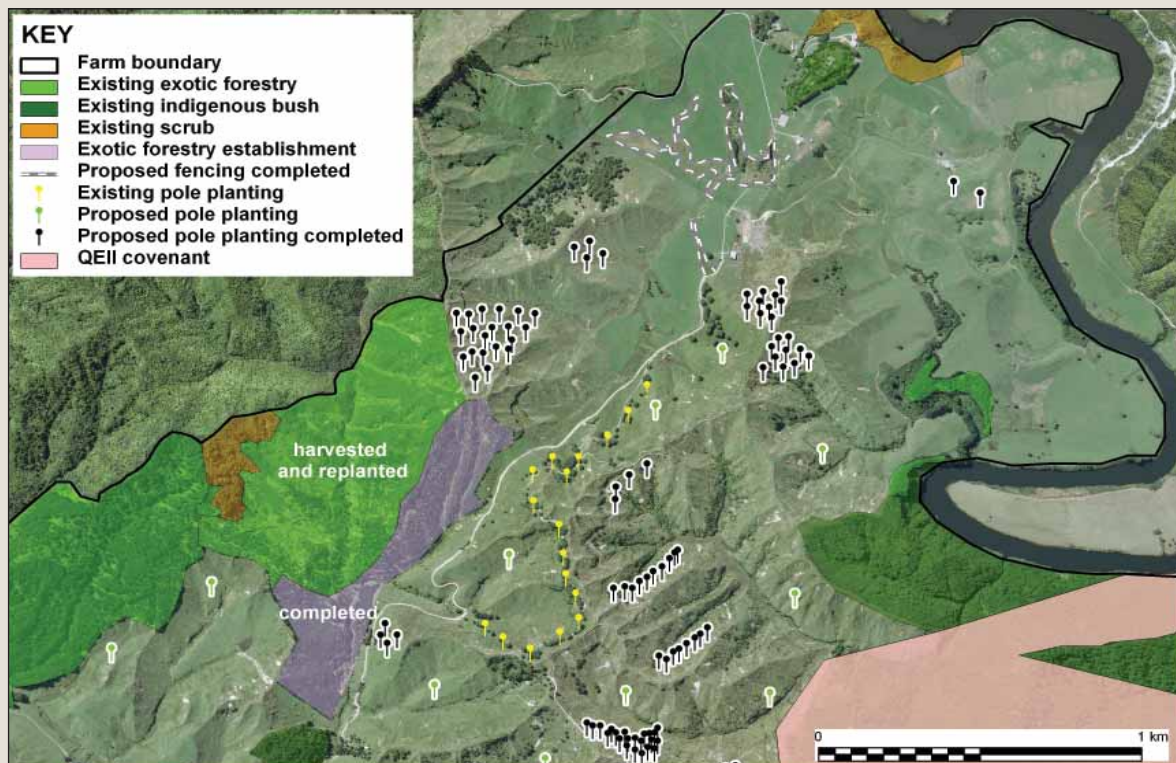 KEY
Farm boundary
Existing exotic forestry
Existing indigenous bush
Existing scrub
Exotic forestry establishment
Proposed fencing completed
Existing pole planting
Proposed pole planting
Proposed pole planting completed
QEII covenant
harvested
and replanted
completed
0
1 km